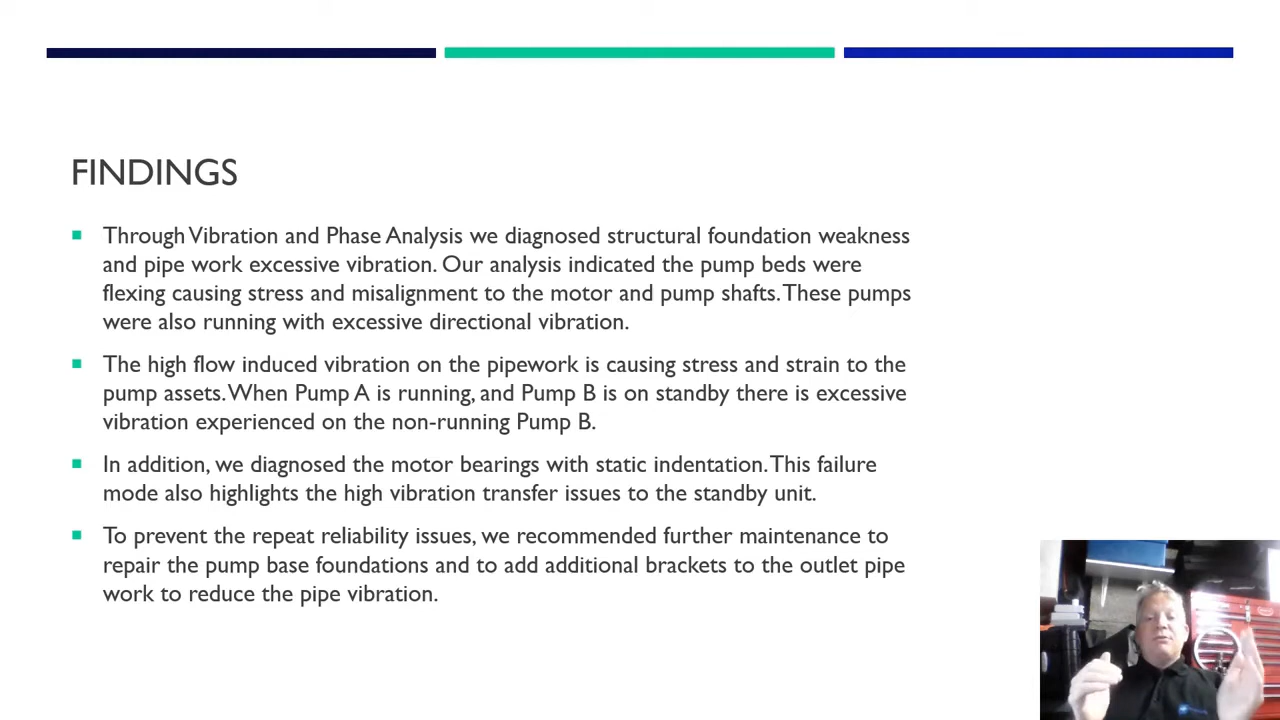 FINDINGS
Through Vibration and Phase Analysis we diagnosed structural foundation weakness
and pipe work excessive vibration. Our analysis indicated the pump beds were
flexing causing stress and misalignment to the motor and pump shafts. These pumps
were also running with excessive directional vibration.
The high flow induced vibration on the pipework is causing stress and strain to the
pump assets. When Pump A is running, and Pump B is on standby there is excessive
vibration experienced on the non-running Pump B.
In addition, we diagnosed the motor bearings with static indentation. This failure
mode also highlights the high vibration transfer issues to the standby unit.
To prevent the repeat reliability issues, we recommended further maintenance to
repair the pump base foundations and to add additional brackets to the outlet pipe
work to reduce the pipe vibration.